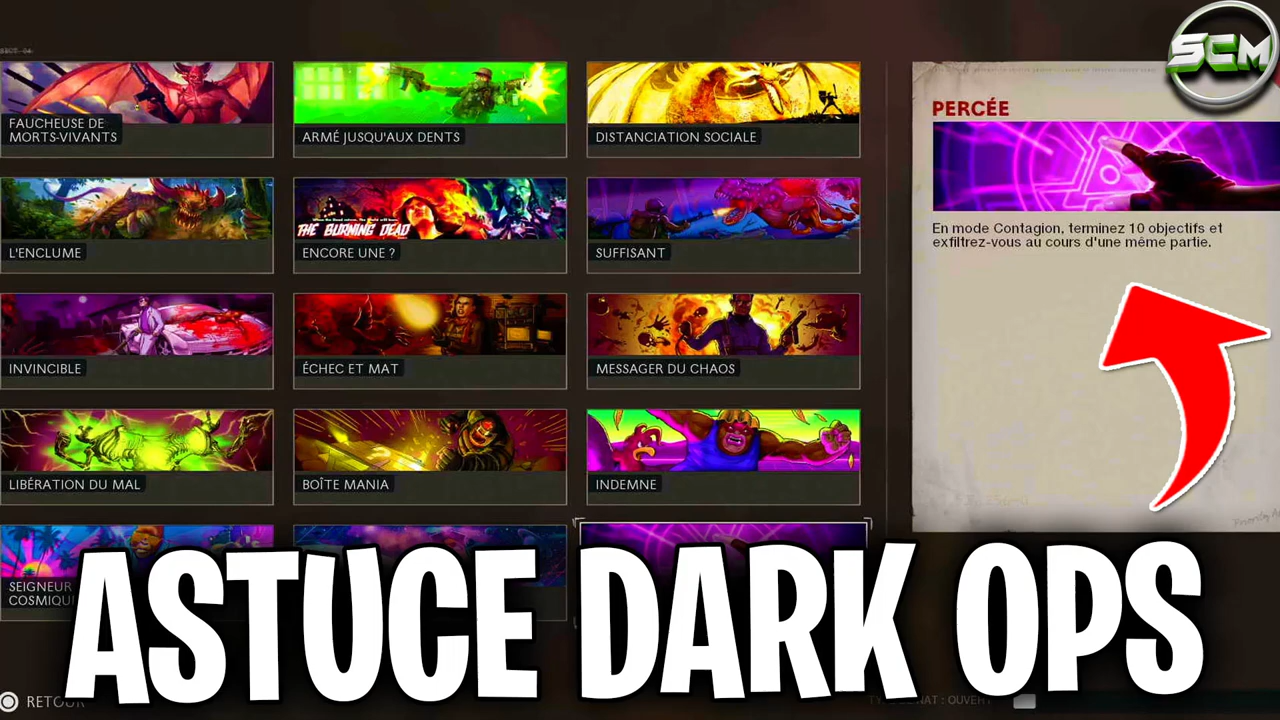 SCM
FAUCHEUSE DE
MORTS-VIVANTS
ARMÉ JUSQU'AUX DENTS
DISTANCIATION SOCIALE
L'ENCLUME
THE BURNING DEAD
ENCORE UNE ?
SUFFISANT
INVINCIBLE
ÉCHEC ET MAT
MESSAGER DU CHAOS
LIBÉRATION DU MAL
BOÎTE MANIA
INDEMNE
SEIGNEUR
PERCÉE
En mode Contagion, terminez 10 objectifs et
exfiltrez-vous au cours d'une même partie.
ASTUCE DARK OPS
RETOUR